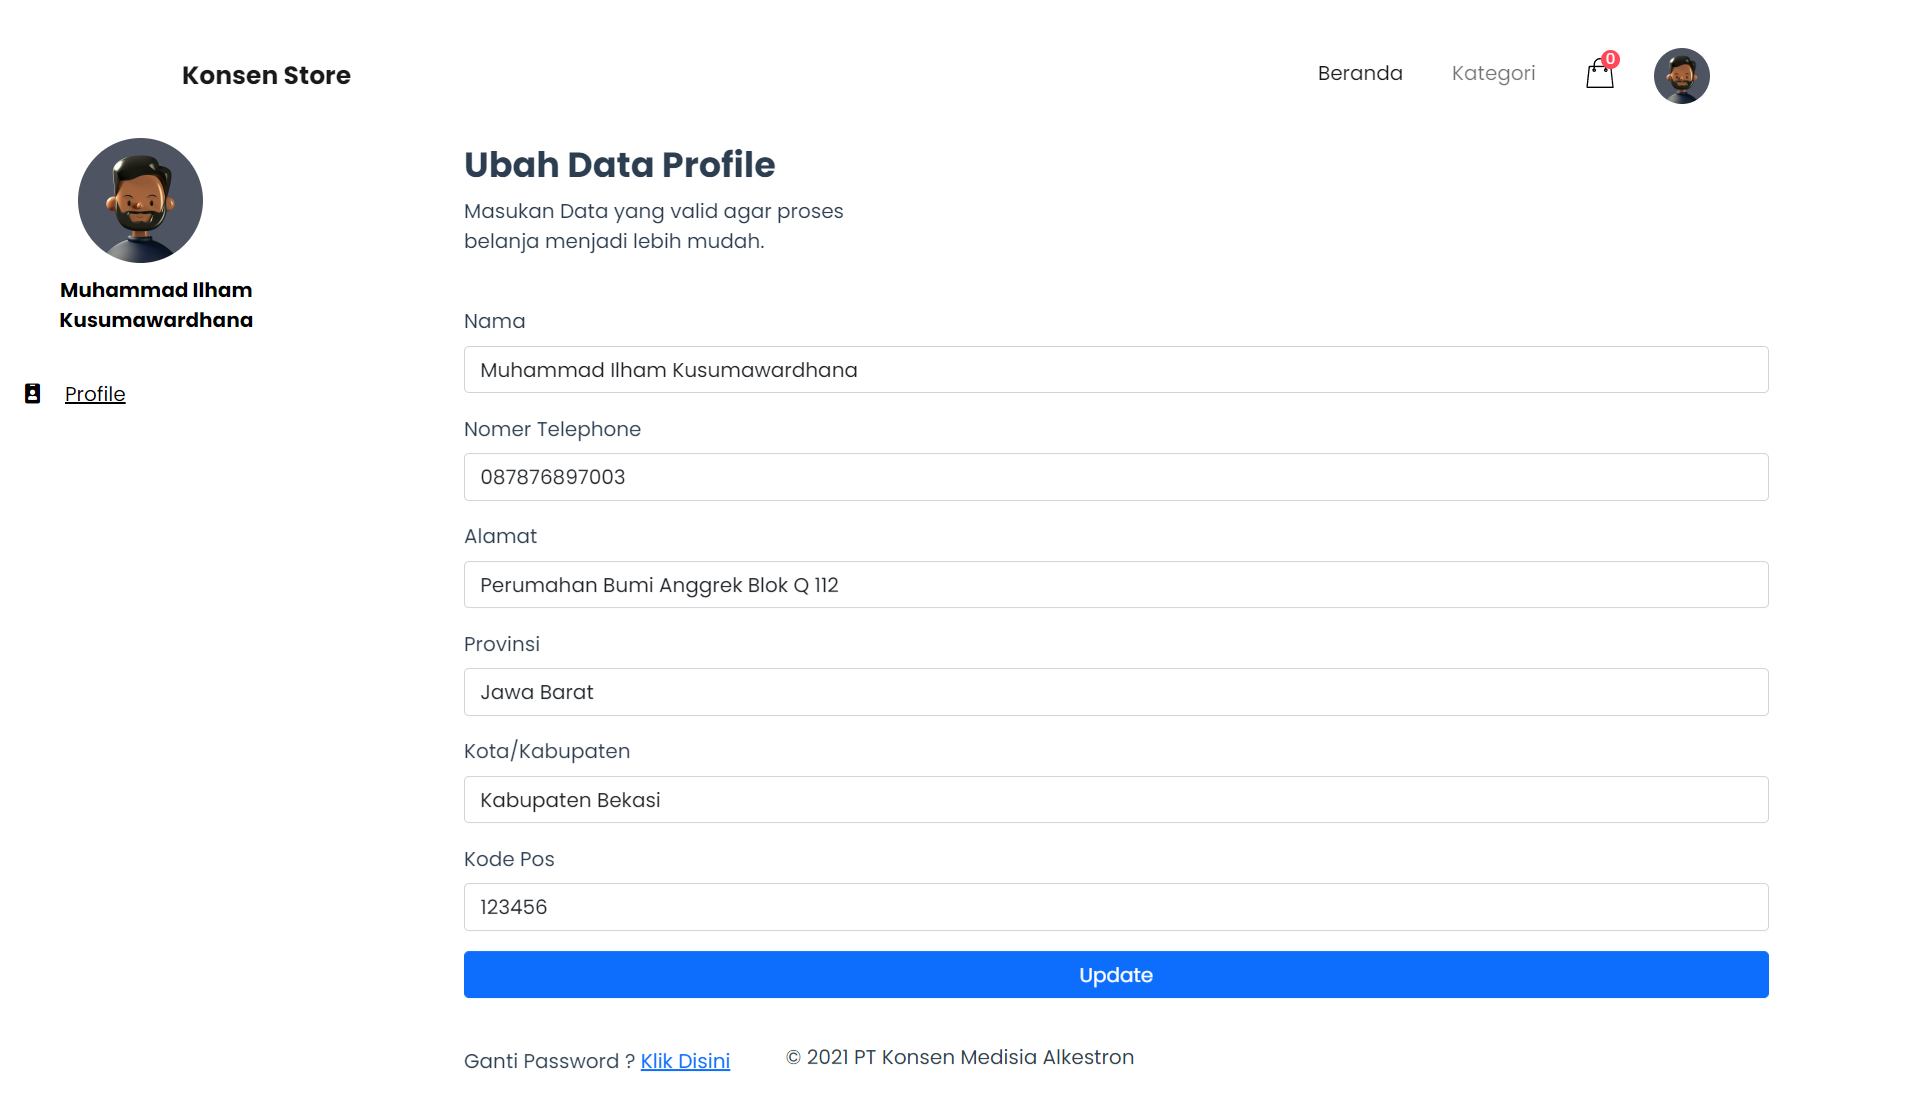 Konsen Store
Beranda
Kategori
0
Muhammad Ilham
Kusumawardhana
Profile
Ubah Data Profile
Masukan Data yang valid agar proses
belanja menjadi lebih mudah.
Nama
Muhammad Ilham Kusumawardhana
Nomer Telephone
087876897003
Alamat
Perumahan Bumi Anggrek Blok Q 112
Provinsi
Jawa Barat
Kota/Kabupaten
Kabupaten Bekasi
Kode Pos
123456
Update
Ganti Password ? Klik Disini
© 2021 PT Konsen Medisia Alkestron